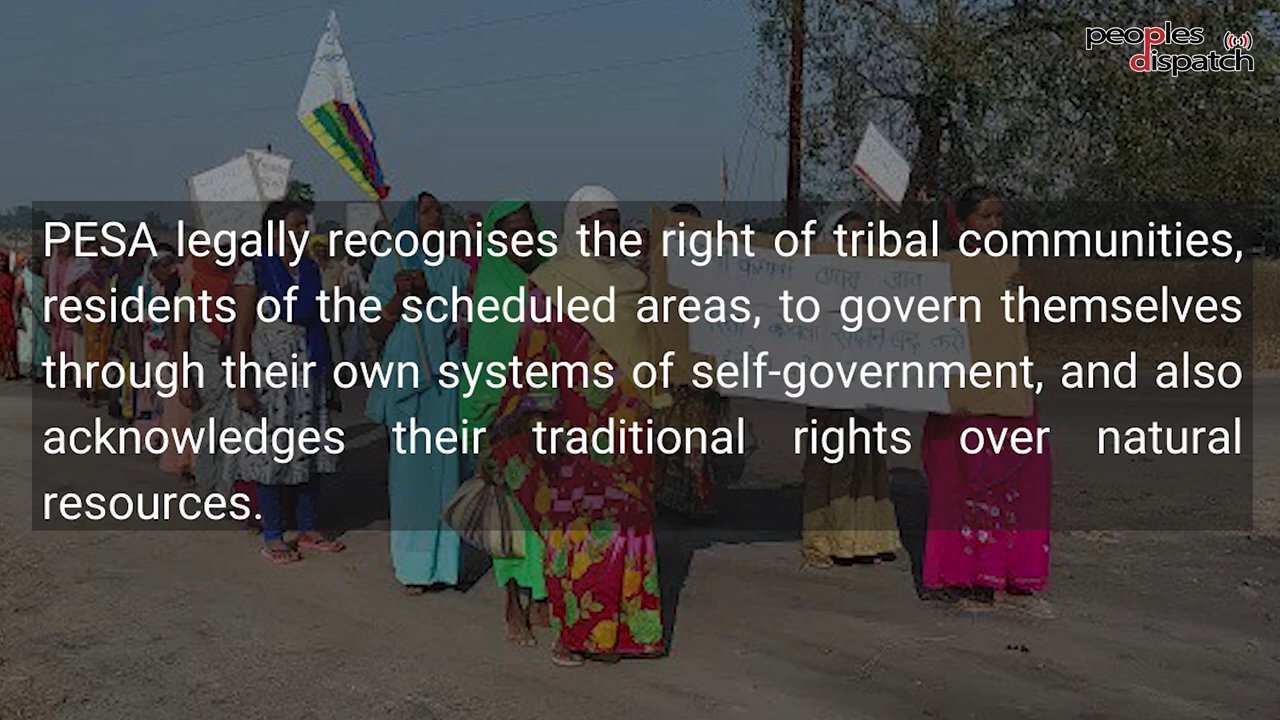 peoples
dispatch
PESA legally recognises the right of tribal communities,
residents of the scheduled areas, to govern themselves
through their own systems of self-government, and also
acknowledges their traditional rights over natural
resources.